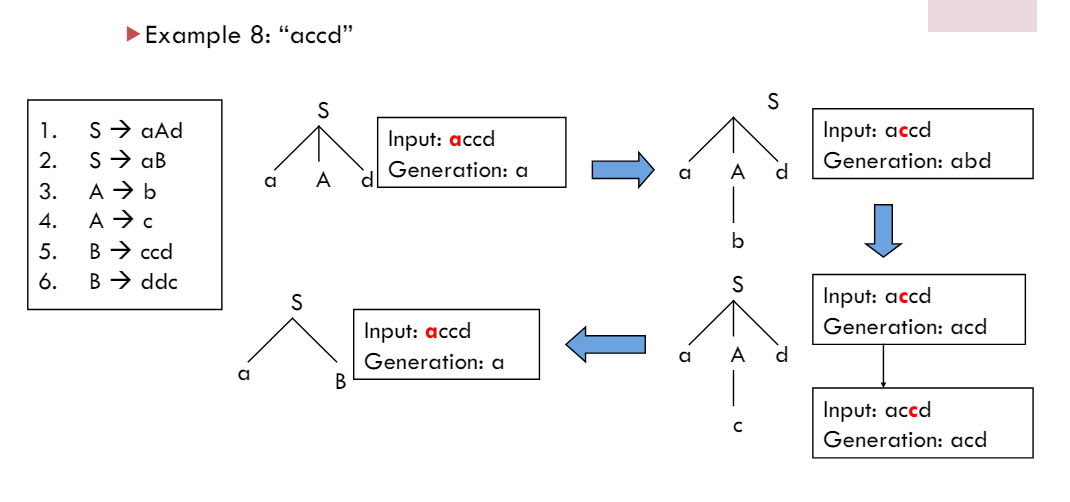 Example 8: “accd”
1. S → aAd
2. S → aB
3. A → b
4. A → c
5. B → ccd
6. B → ddc
S
a A d
Input: accd
Generation: a
S
a A d
b
Input: accd
Generation: abd
S
a A d
c
Input: accd
Generation: acd
Input: accd
Generation: acd
S
a
B
Input: accd
Generation: a